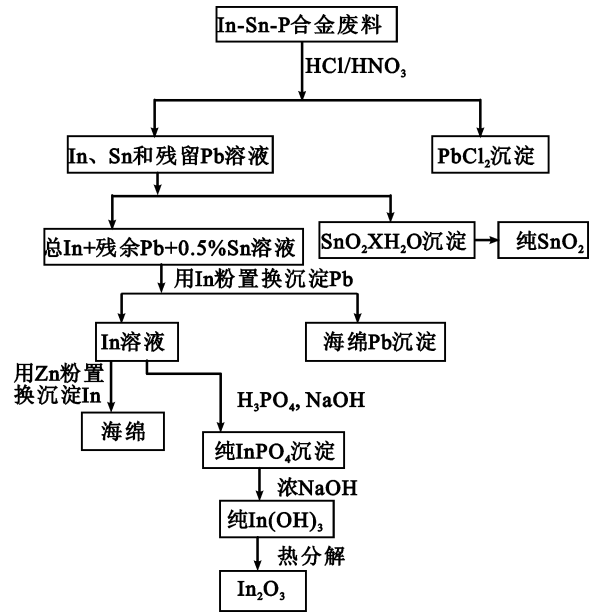 In-Sn-P合金废料
HCl/HNO₃
In、Sn和残留Pb溶液
PbCl₂沉淀
总In+残余Pb+0.5%Sn溶液
SnO₂XH₂O沉淀
纯SnO₂
用In粉置换沉淀Pb
In溶液
海绵Pb沉淀
用Zn粉置
换沉淀In
H₃PO₄, NaOH
海绵
纯InPO₄沉淀
浓NaOH
纯In(OH)₃
热分解
In₂O₃